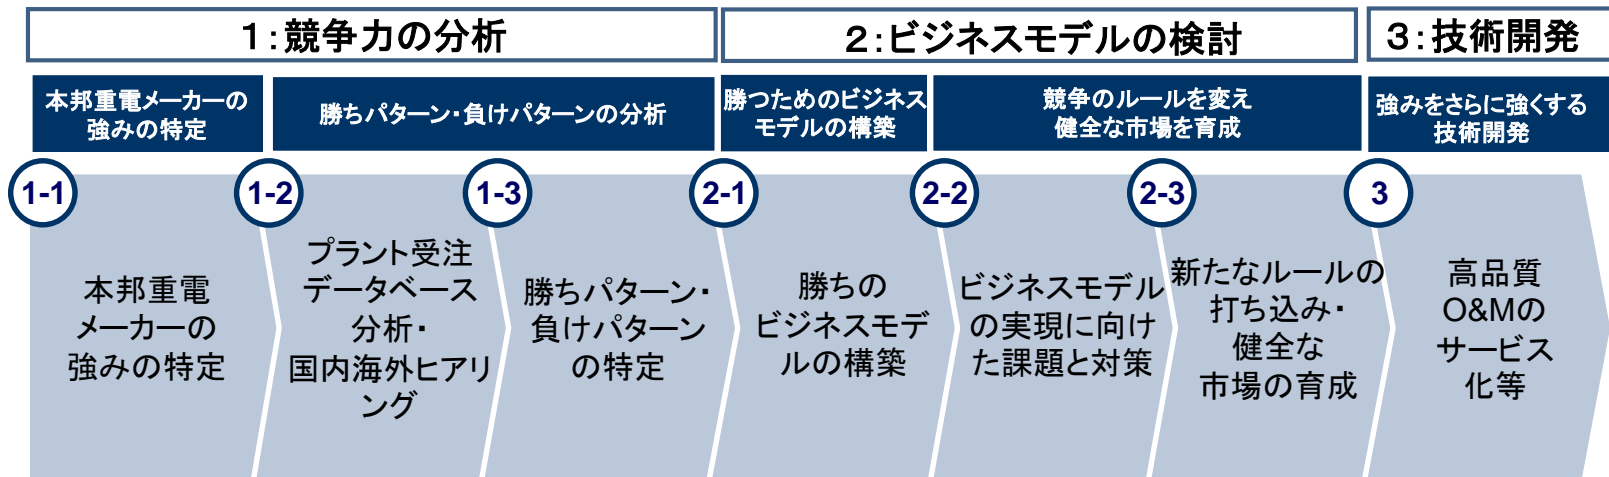 1：競争力の分析
2：ビジネスモデルの検討
3：技術開発
本邦重電メーカーの
強みの特定
勝ちパターン・負けパターンの分析
勝つためのビジネス
モデルの構築
競争のルールを変え
健全な市場を育成
強みをさらに強くする
技術開発
1-1
1-2
1-3
2-1
2-2
2-3
3
本邦重電
メーカーの
強みの特定
プラント受注
データベース
分析・
国内海外ヒアリ
ング
勝ちパターン・
負けパターン
の特定
勝ちの
ビジネスモデ
ルの構築
ビジネスモデル
の実現に向け
た課題と対策
新たなルールの
打ち込み・
健全な
市場の育成
高品質
O&Mの
サービス
化等